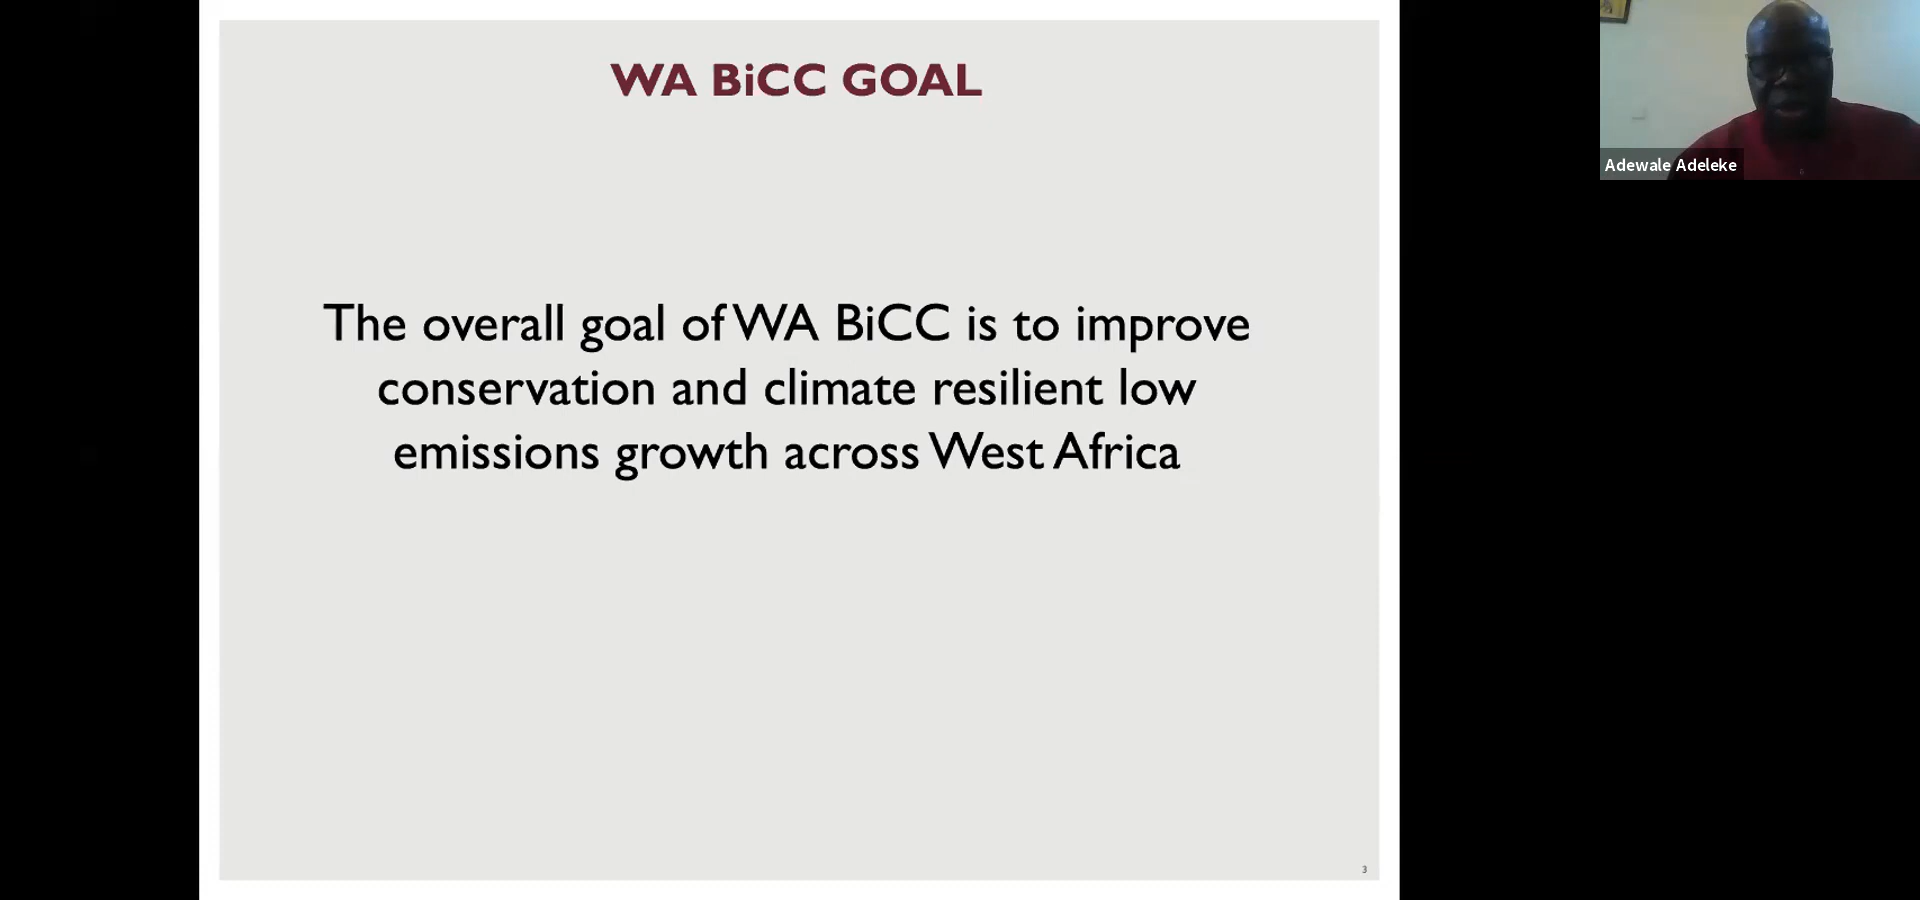 WA BiCC GOAL
The overall goal of WA BiCC is to improve
conservation and climate resilient low
emissions growth across West Africa
3
Adewale Adeleke